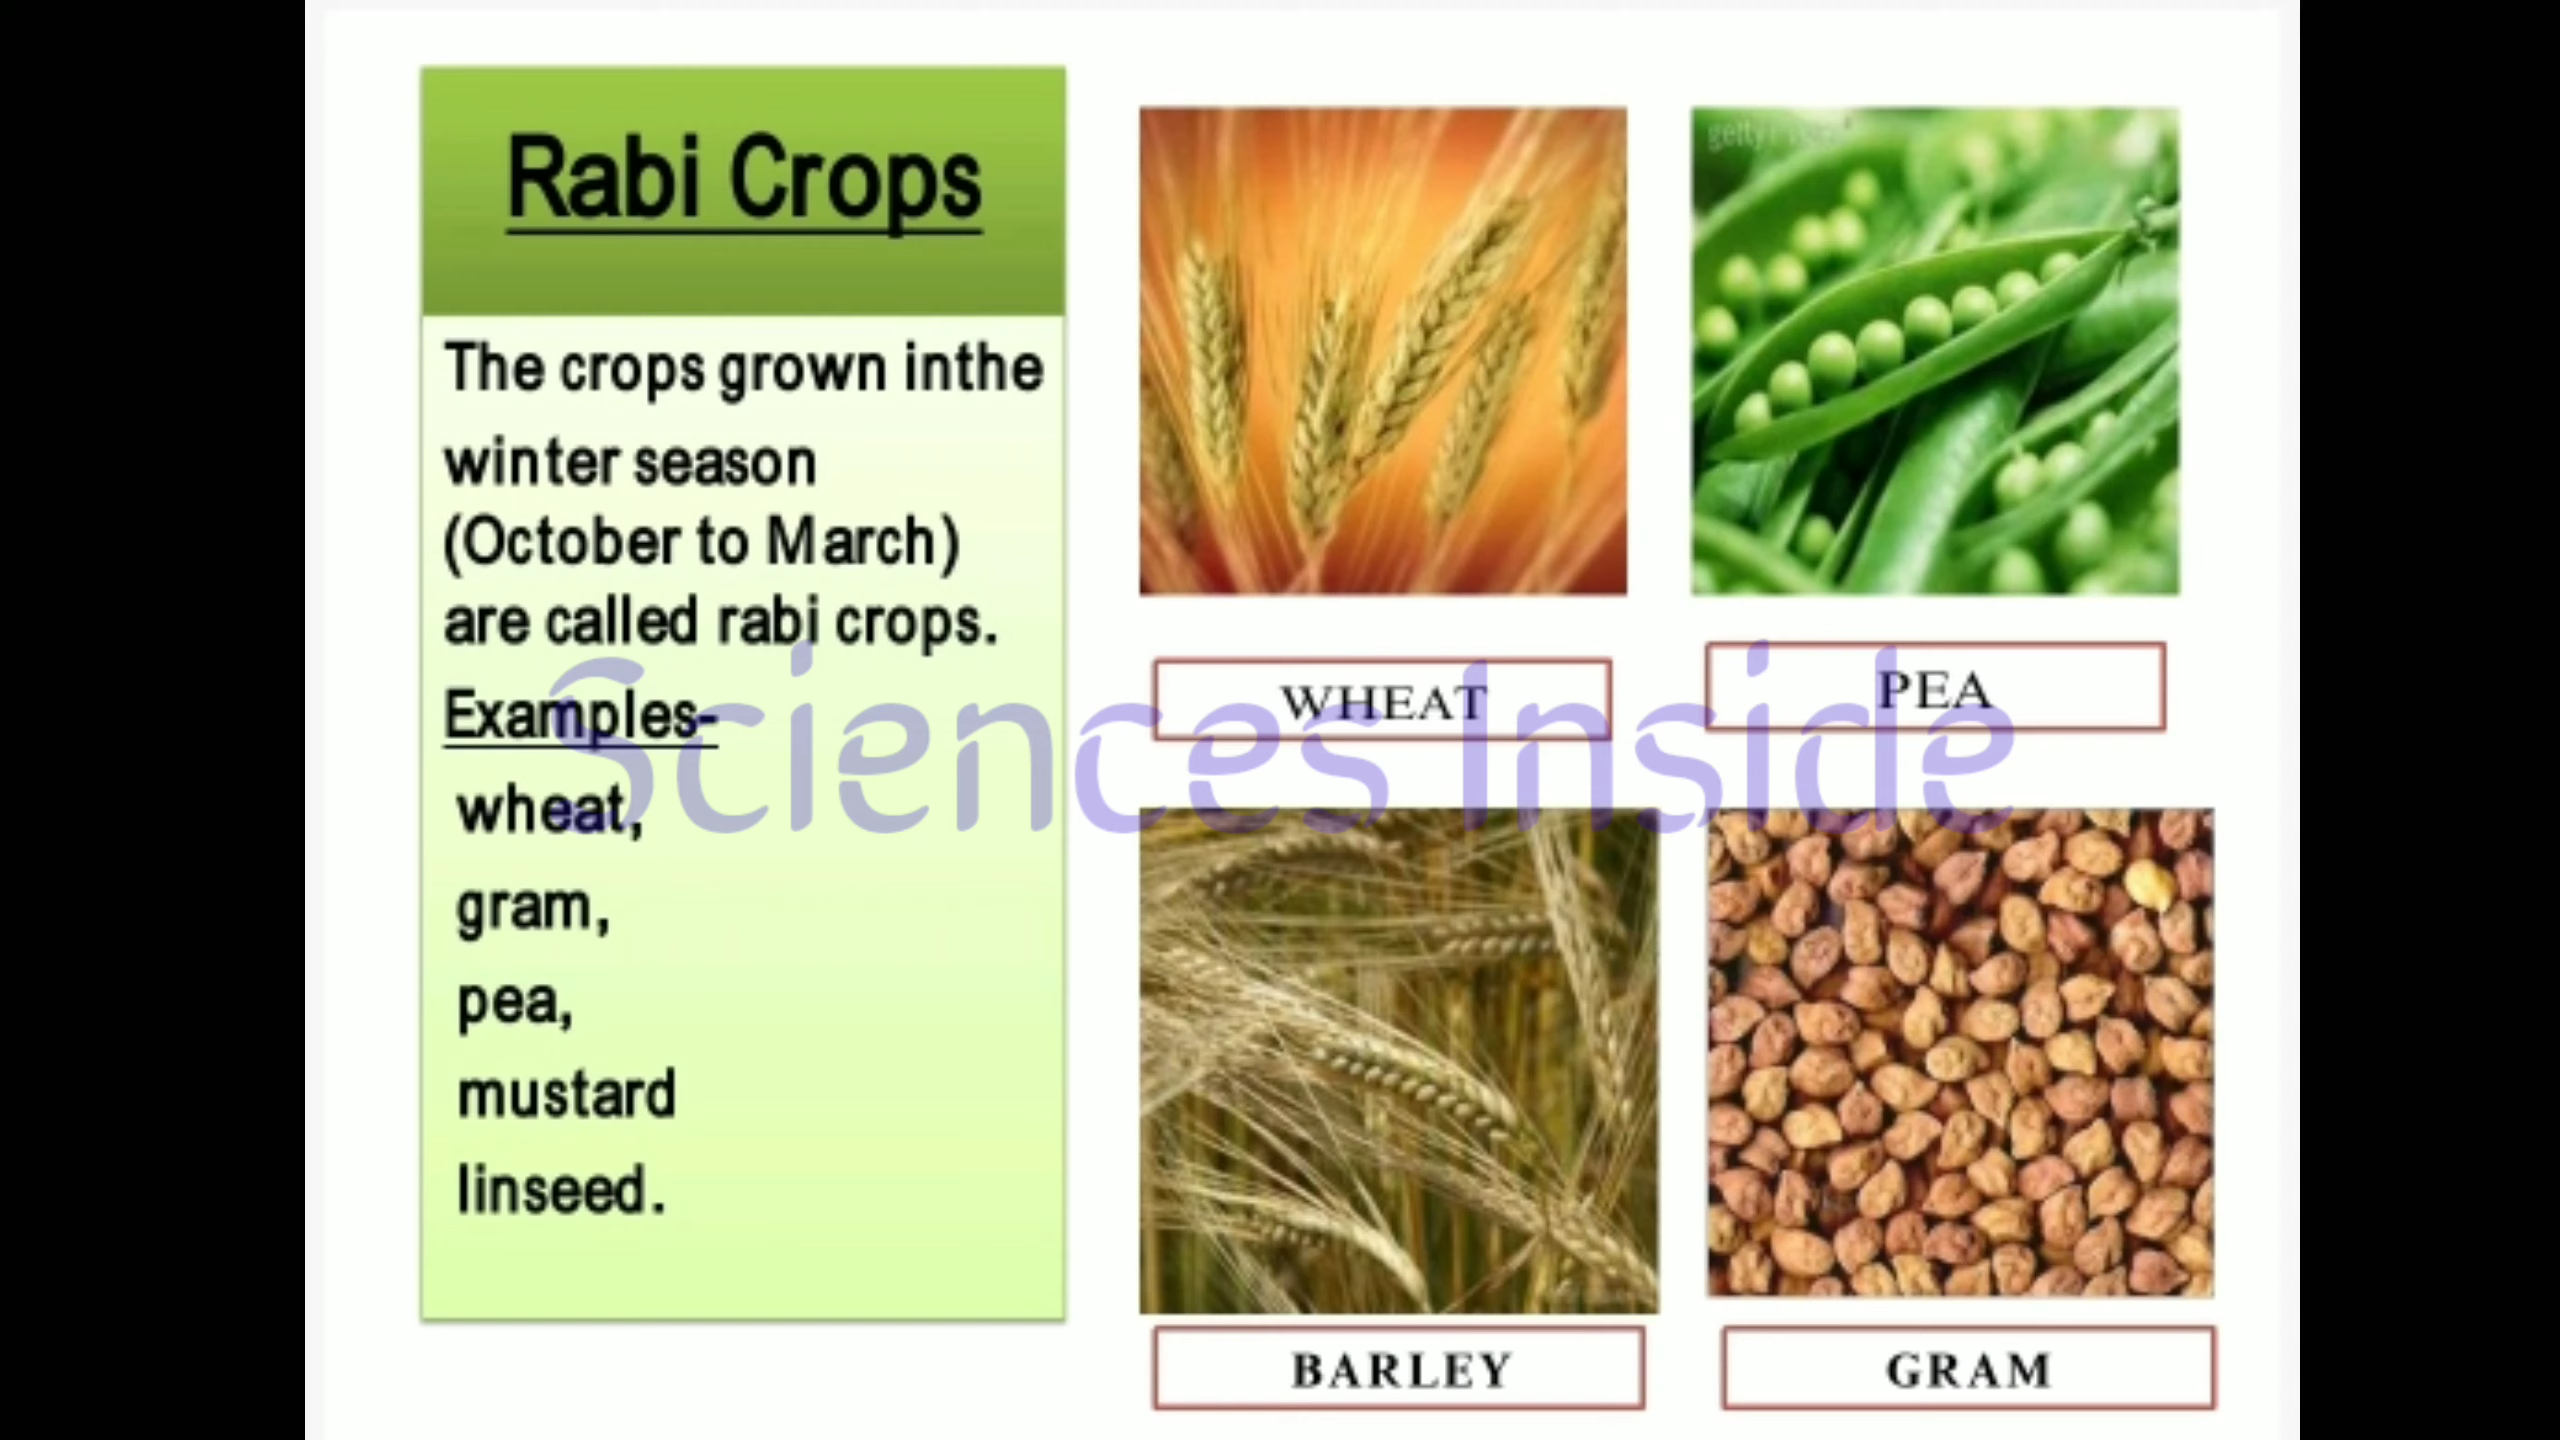 Rabi Crops
The crops grown inthe
winter season
(October to March)
are called rabi crops.
Examples-
wheat,
gram,
pea,
mustard
linseed.
WHEAT
PEA
BARLEY
GRAM
Sciences Inside